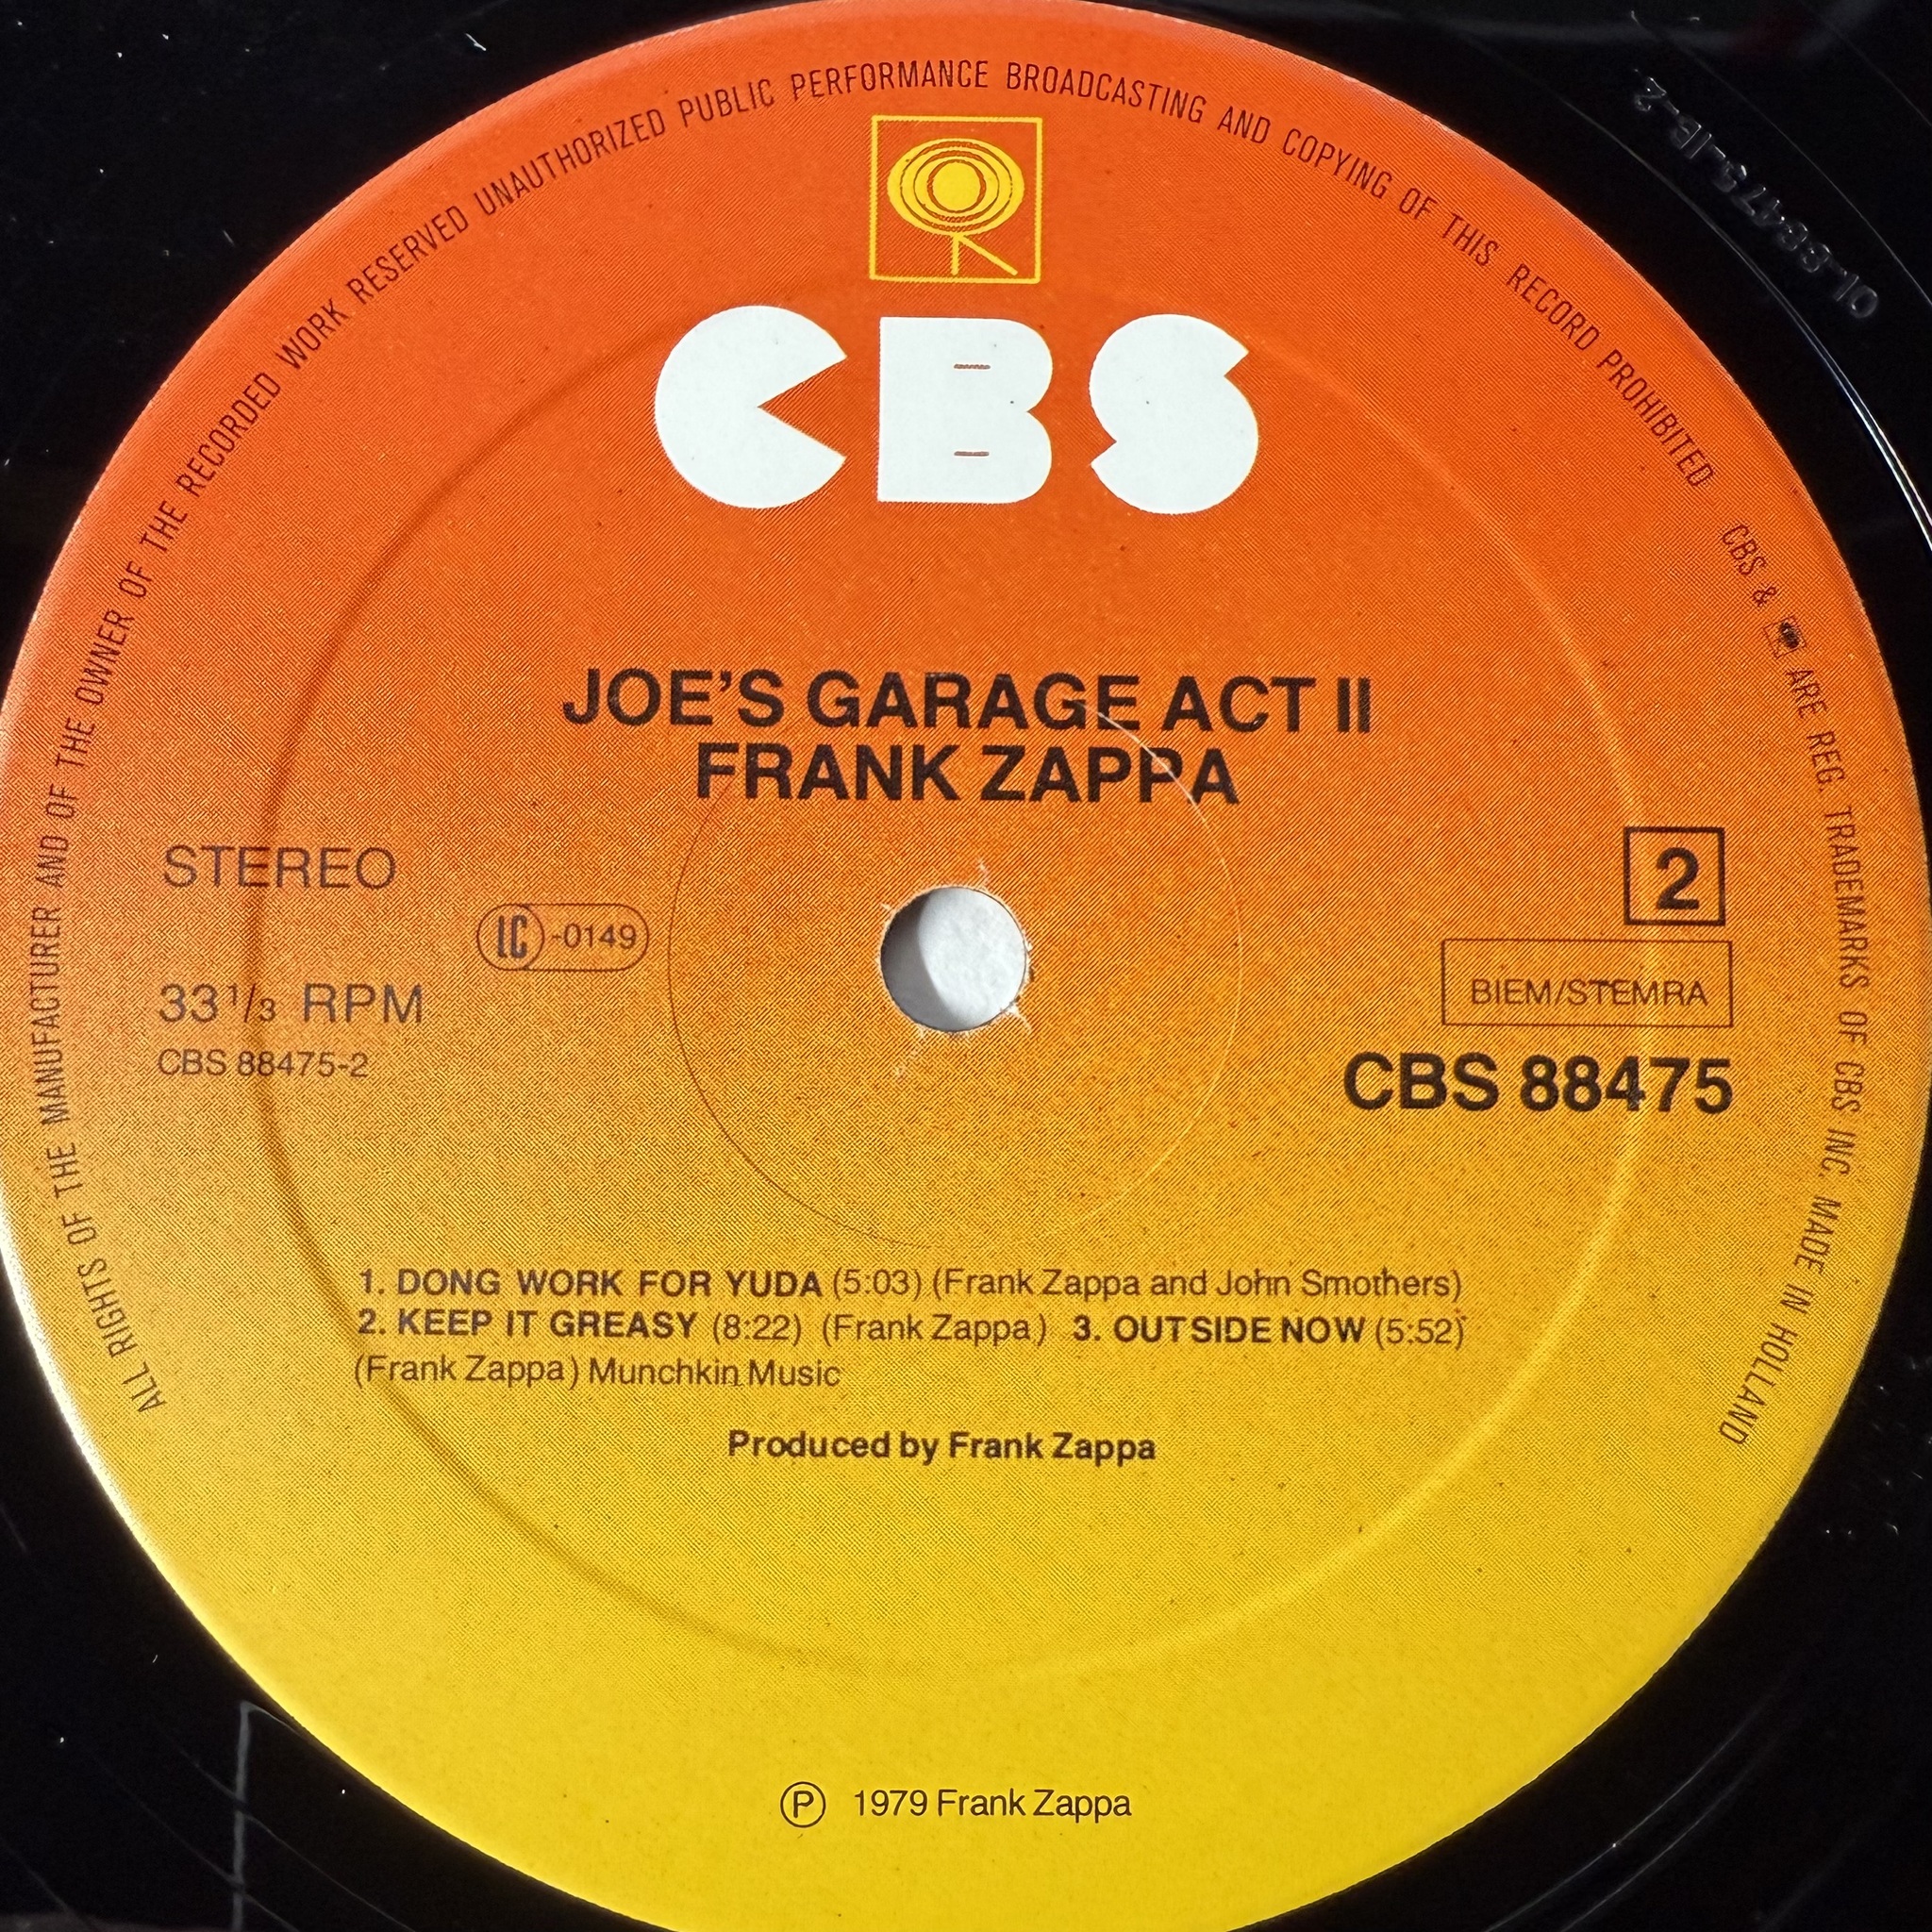 ALL RIGHTS OF THE MANUFACTURER AND OF THE OWNER OF THE RECORDED WORK RESERVED UNAUTHORIZED PUBLIC PERFORMANCE BROADCASTING AND COPYING OF THIS RECORD PROHIBITED CBS & ARE REG. TRADEMARKS OF CBS INC. MADE IN HOLLAND
CBS
JOE'S GARAGE ACT II
FRANK ZAPPA
STEREO
LC-0149
33 1/3 RPM
CBS 88475-2
2
BIEM/STEMRA
CBS 88475
1. DONG WORK FOR YUDA (5:03) (Frank Zappa and John Smothers)
2. KEEP IT GREASY (8:22) (Frank Zappa) 3. OUTSIDE NOW (5:52)
(Frank Zappa) Munchkin Music
Produced by Frank Zappa
Ⓟ 1979 Frank Zappa